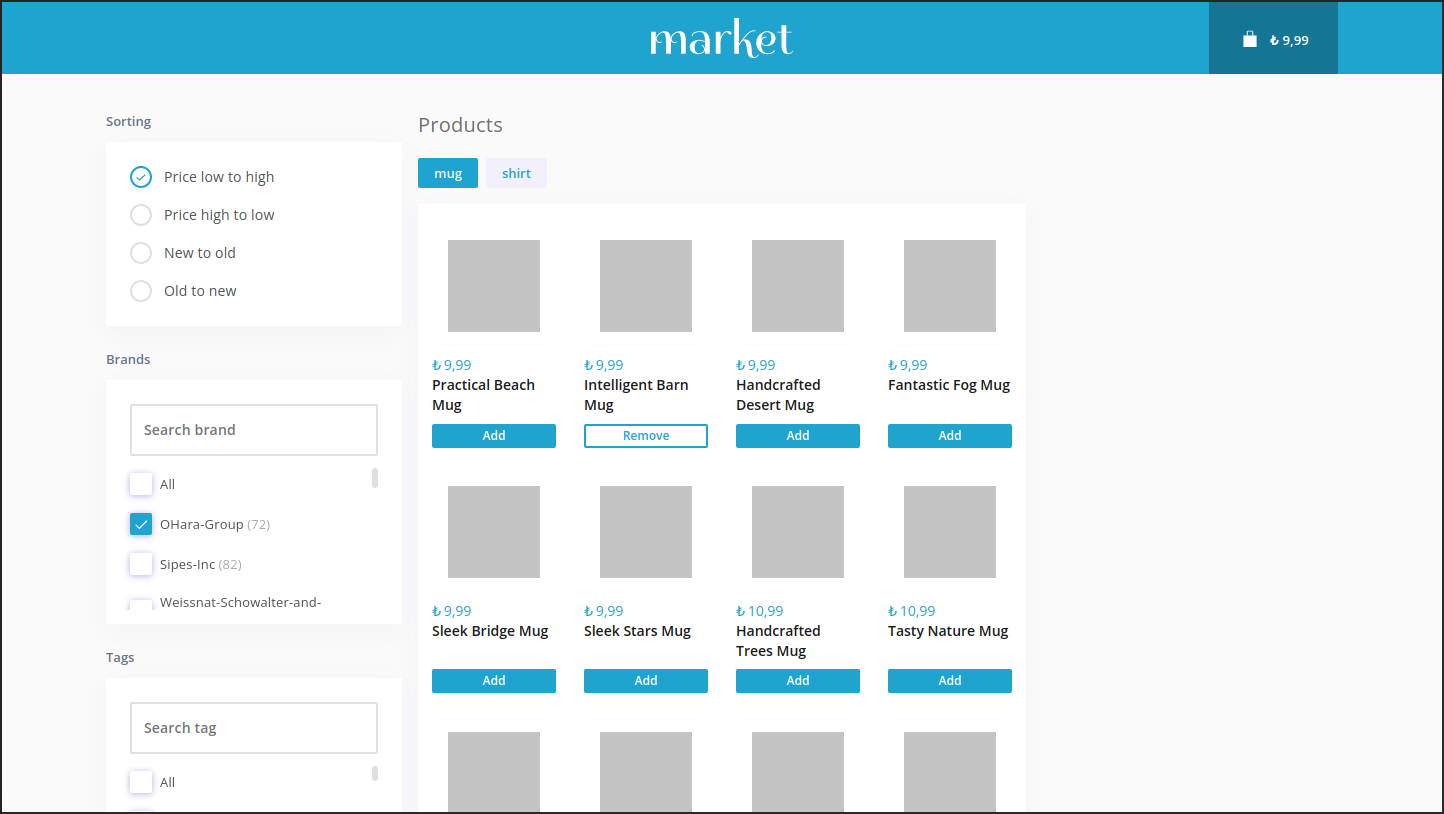 market
₺ 9,99
Sorting
Price low to high
Price high to low
New to old
Old to new
Brands
Search brand
All
OHara-Group (72)
Sipes-Inc (82)
Weissnat-Schowalter-and-
Tags
Search tag
All
Products
mug
shirt
₺ 9,99
Practical Beach
Mug
Add
₺ 9,99
Intelligent Barn
Mug
Remove
₺ 9,99
Handcrafted
Desert Mug
Add
₺ 9,99
Fantastic Fog Mug
Add
₺ 9,99
Sleek Bridge Mug
Add
₺ 9,99
Sleek Stars Mug
Add
₺ 10,99
Handcrafted
Trees Mug
Add
₺ 10,99
Tasty Nature Mug
Add